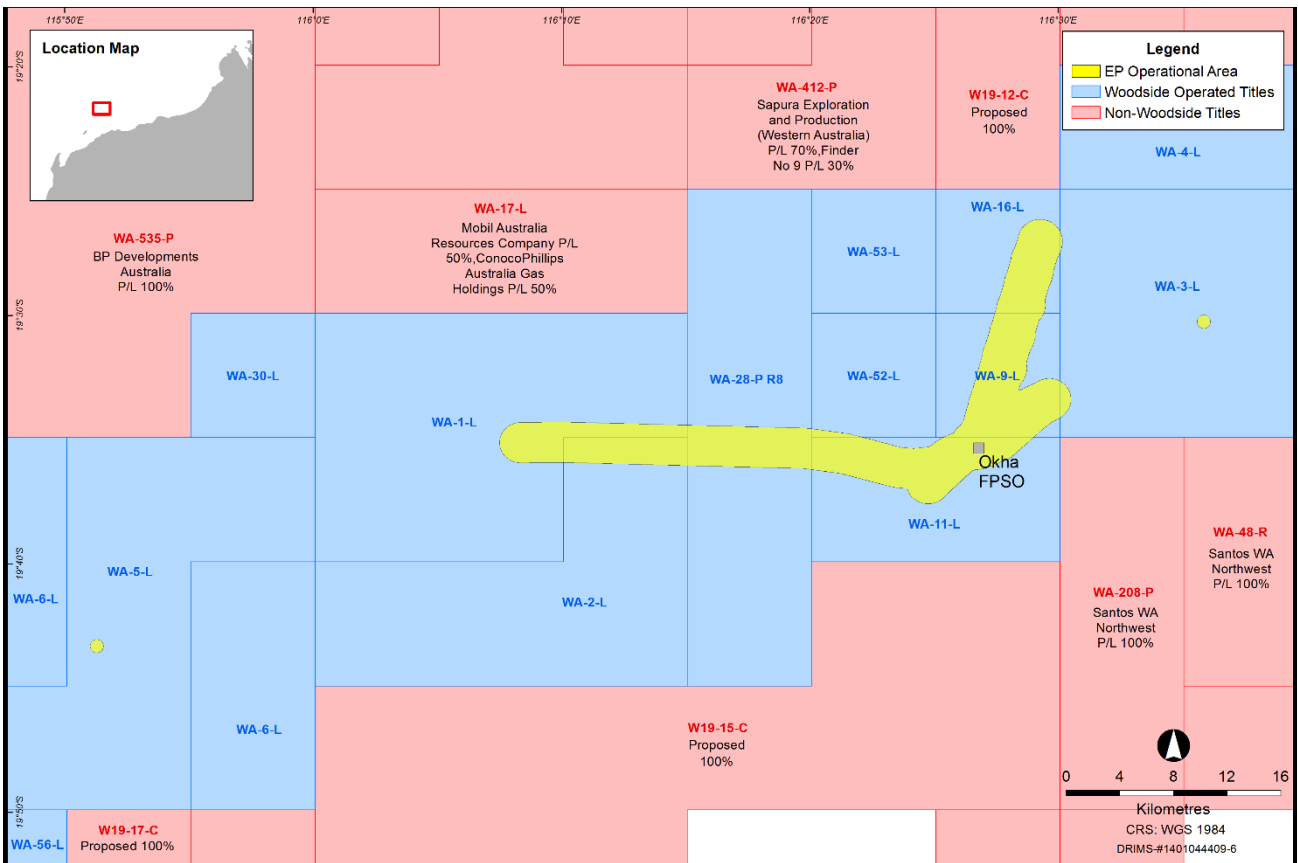 115°50'E
116°0'E
116°10'E
116°20'E
116°30'E
19°20'S
19°30'S
19°40'S
19°50'S
Location Map
Legend
EP Operational Area
Woodside Operated Titles
Non-Woodside Titles
WA-412-P
Sapura Exploration
and Production
(Western Australia)
P/L 70%,Finder
No 9 P/L 30%
W19-12-C
Proposed
100%
WA-4-L
WA-535-P
BP Developments
Australia
P/L 100%
WA-17-L
Mobil Australia
Resources Company P/L
50%,ConocoPhillips
Australia Gas
Holdings P/L 50%
WA-16-L
WA-53-L
WA-3-L
WA-30-L
WA-28-P R8
WA-52-L
WA-9-L
WA-1-L
Okha
FPSO
WA-11-L
WA-48-R
Santos WA
Northwest
P/L 100%
WA-5-L
WA-6-L
WA-2-L
WA-208-P
Santos WA
Northwest
P/L 100%
WA-6-L
W19-15-C
Proposed
100%
0 4 8 12 16
Kilometres
CRS: WGS 1984
DRIMS-#1401044409-6
WA-56-L
W19-17-C
Proposed 100%